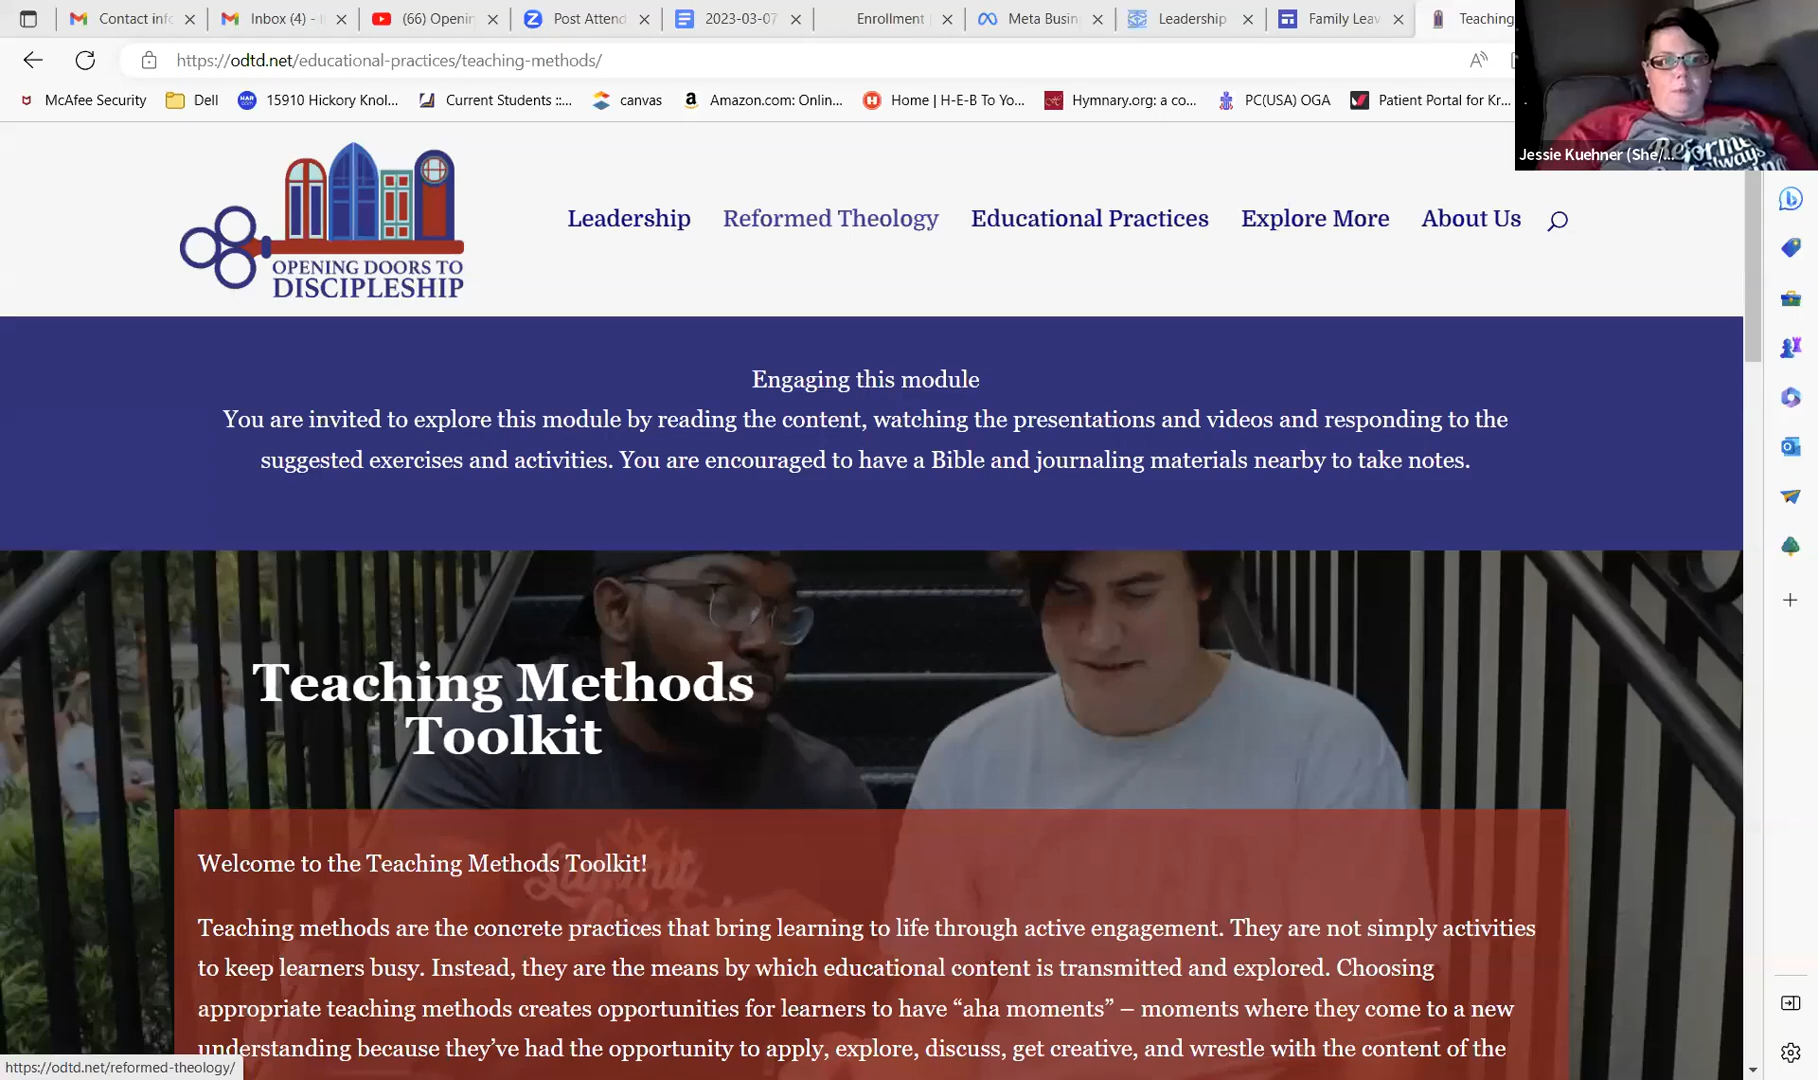 Contact info
Inbox (4) -
(66) Openin
Post Attend
2023-03-07
Enrollment
Meta Busin
Leadership
Family Leav
Teaching
https://odtd.net/educational-practices/teaching-methods/
McAfee Security
Dell
15910 Hickory Knol...
Current Students ::...
canvas
Amazon.com: Onlin...
Home | H-E-B To Yo...
Hymnary.org: a co...
PC(USA) OGA
Patient Portal for Kr...
Jessie Kuehner (She/...
Reforme
always
OPENING DOORS TO
DISCIPLESHIP
Leadership
Reformed Theology
Educational Practices
Explore More
About Us
Engaging this module
You are invited to explore this module by reading the content, watching the presentations and videos and responding to the
suggested exercises and activities. You are encouraged to have a Bible and journaling materials nearby to take notes.
Teaching Methods
Toolkit
Welcome to the Teaching Methods Toolkit!
Teaching methods are the concrete practices that bring learning to life through active engagement. They are not simply activities
to keep learners busy. Instead, they are the means by which educational content is transmitted and explored. Choosing
appropriate teaching methods creates opportunities for learners to have “aha moments” – moments where they come to a new
understanding because they’ve had the opportunity to apply, explore, discuss, get creative, and wrestle with the content of the
https://odtd.net/reformed-theology/